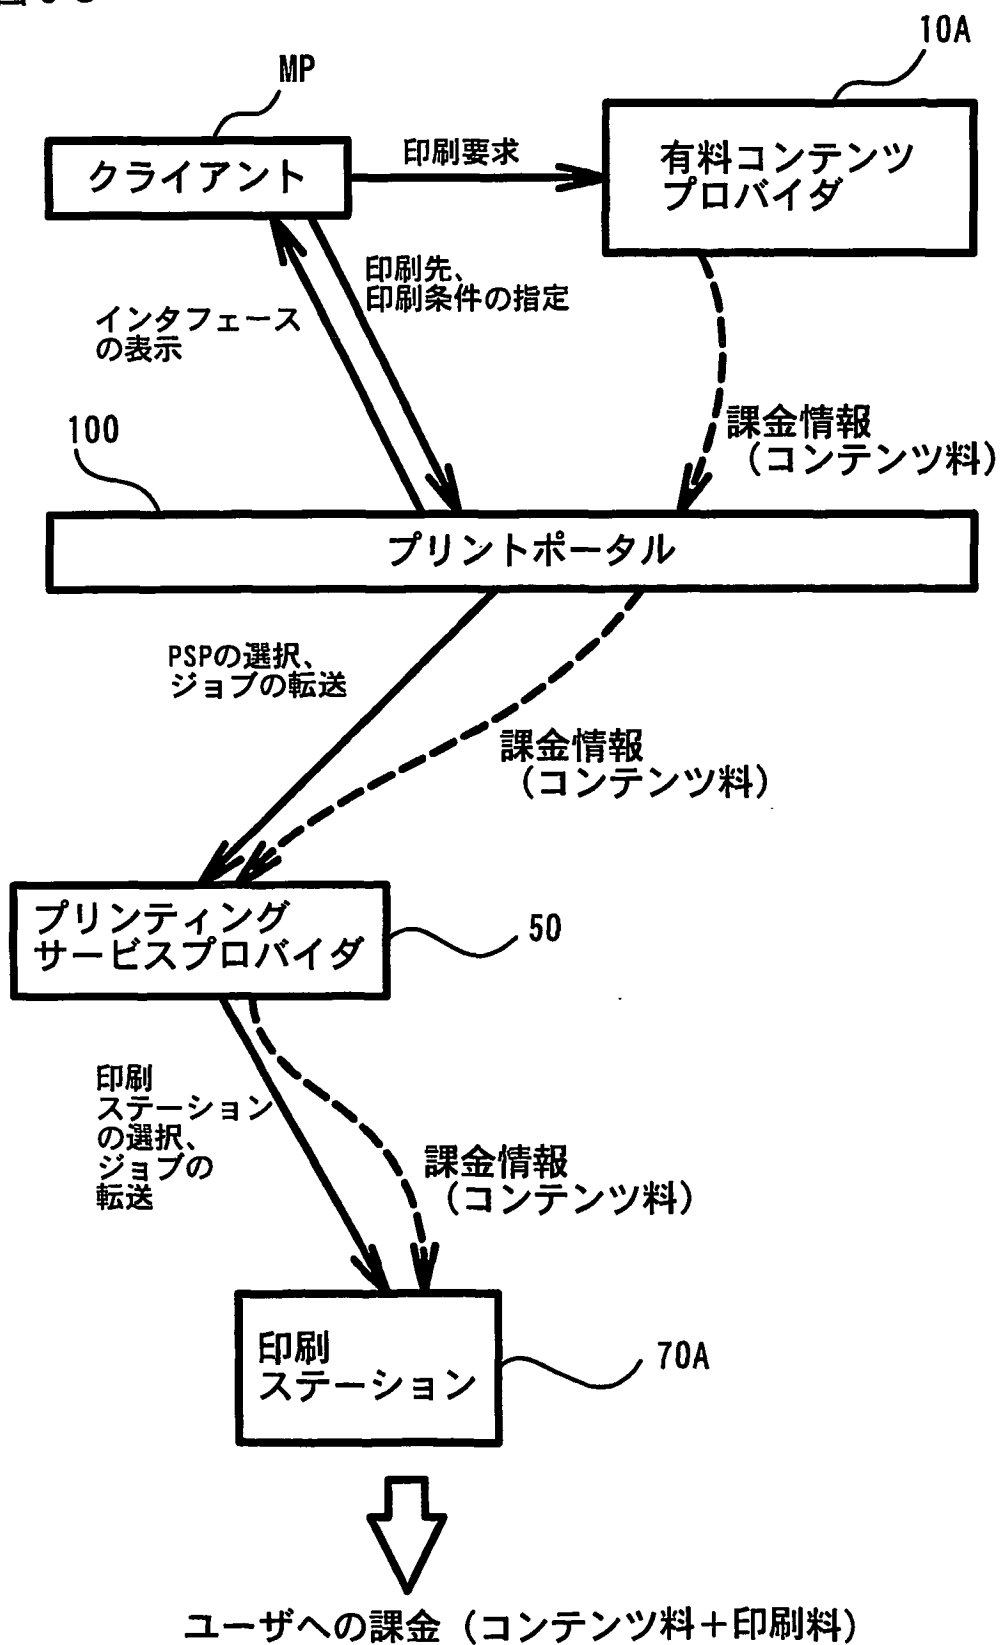 10A
MP
クライアント
印刷要求
有料コンテンツ
プロバイダ
印刷先、
印刷条件の指定
インタフェース
の表示
課金情報
（コンテンツ料）
100
プリントポータル
PSPの選択、
ジョブの転送
課金情報
（コンテンツ料）
プリンティング
サービスプロバイダ
50
印刷
ステーション
の選択、
ジョブの
転送
課金情報
（コンテンツ料）
印刷
ステーション
70A
ユーザへの課金（コンテンツ料＋印刷料）